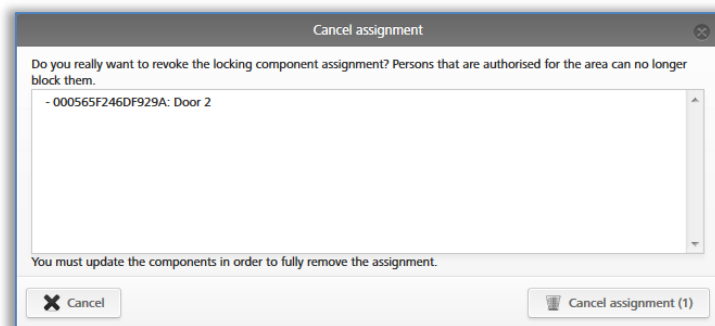 Cancel assignment
Do you really want to revoke the locking component assignment? Persons that are authorised for the area can no longer
block them.
- 000565F246DF929A: Door 2
You must update the components in order to fully remove the assignment.
Cancel
Cancel assignment (1)